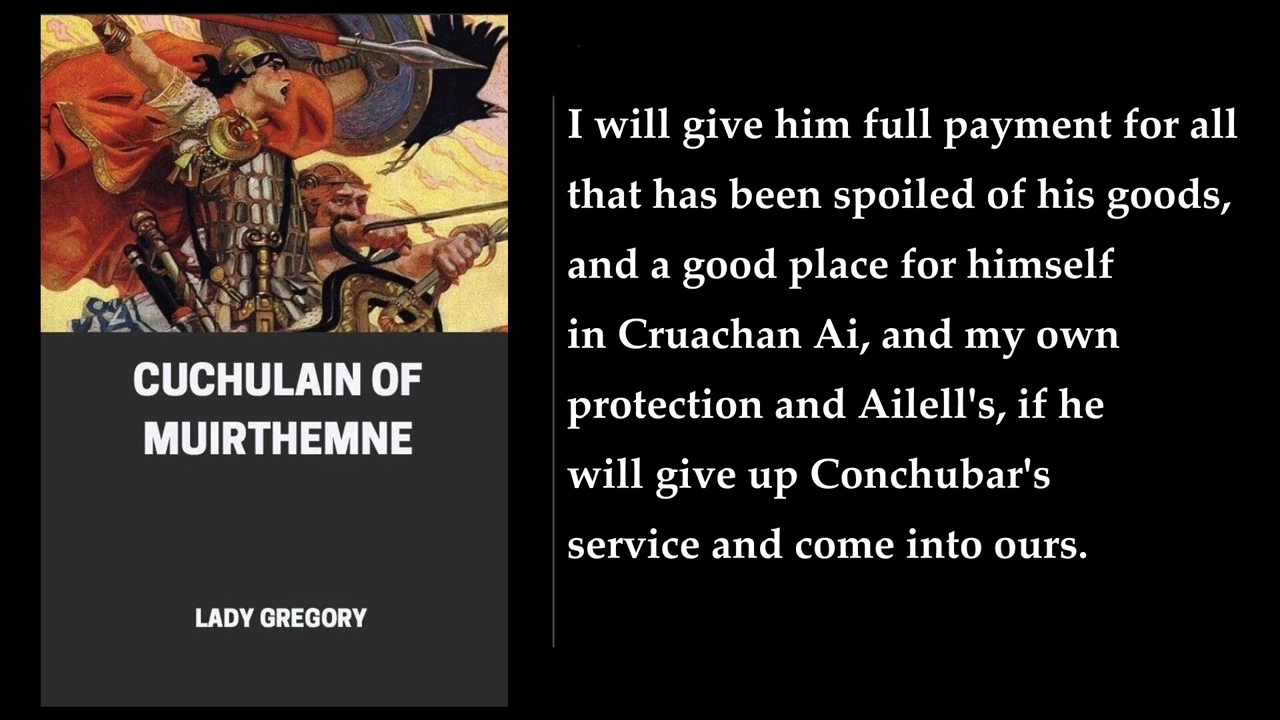 CUCHULAIN OF
MUIRTHEMNE
LADY GREGORY
I will give him full payment for all
that has been spoiled of his goods,
and a good place for himself
in Cruachan Ai, and my own
protection and Ailell's, if he
will give up Conchubar's
service and come into ours.